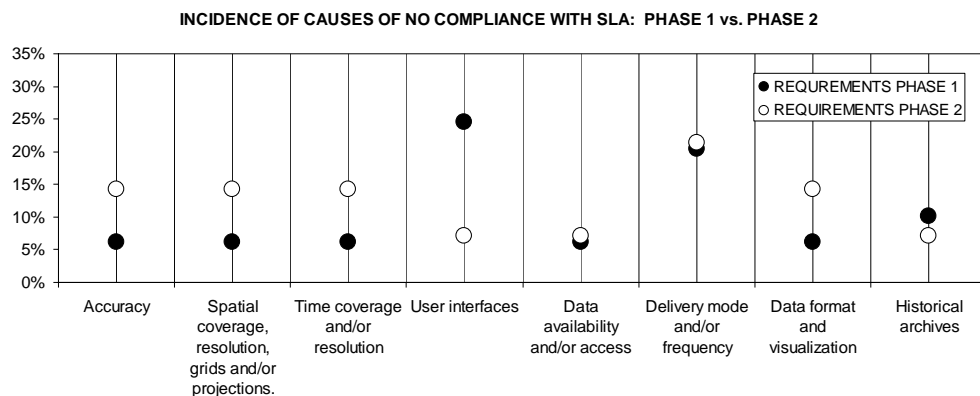 INCIDENCE OF CAUSES OF NO COMPLIANCE WITH SLA: PHASE 1 vs. PHASE 2
35%
30%
25%
20%
15%
10%
5%
0%
REQUREMENTS PHASE 1
REQUIREMENTS PHASE 2
Accuracy
Spatial
coverage,
resolution,
grids and/or
projections.
Time coverage
and/or
resolution
User interfaces
Data
availability
and/or access
Delivery mode
and/or
frequency
Data format
and
visualization
Historical
archives